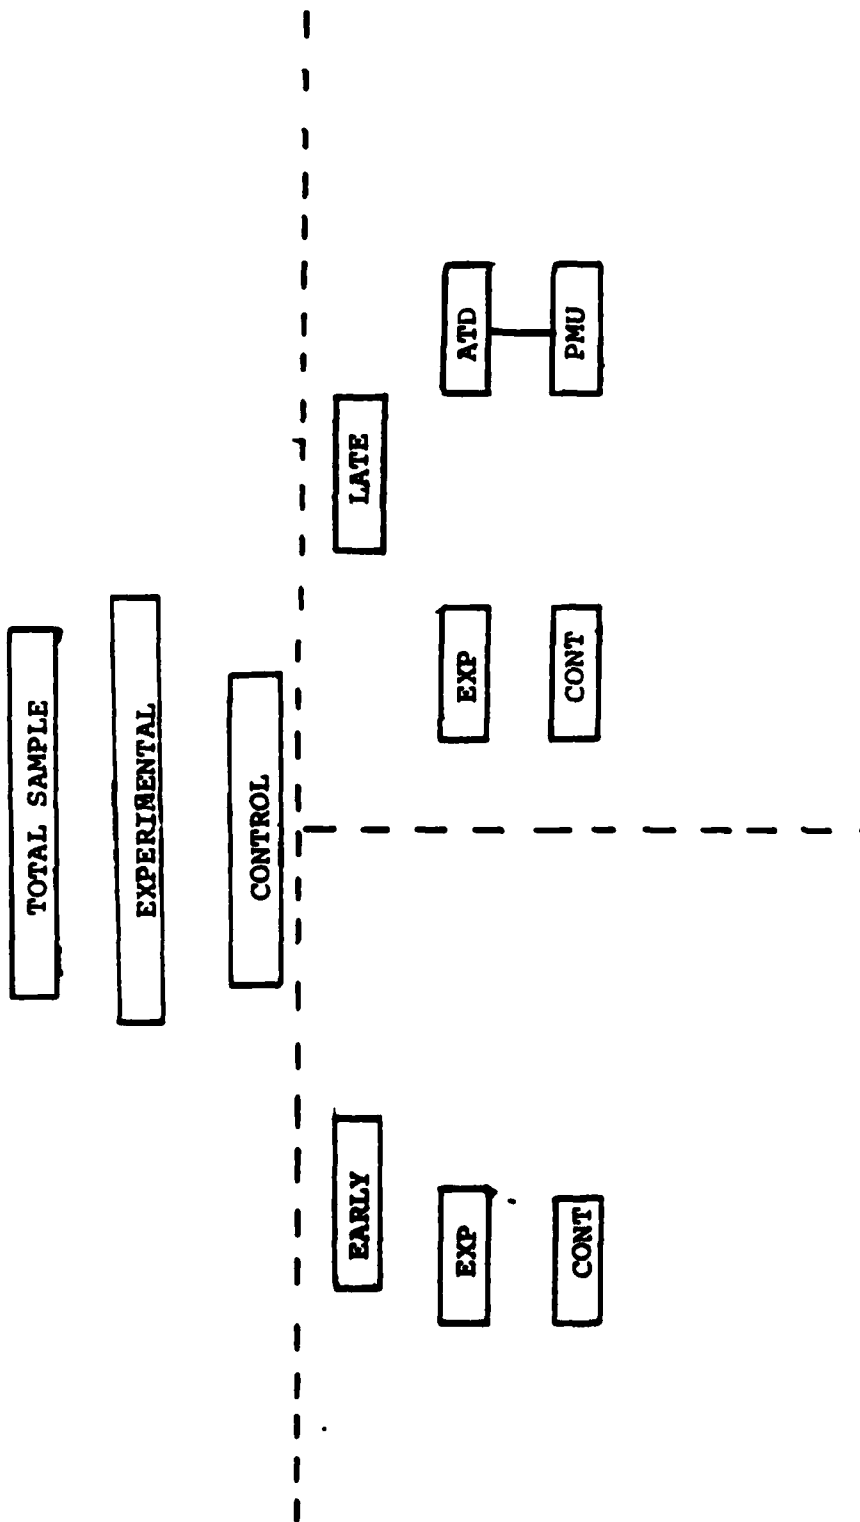 TOTAL SAMPLE
EXPERIMENTAL
CONTROL
EARLY
LATE
EXP
EXP
ATD
CONT
CONT
PMU